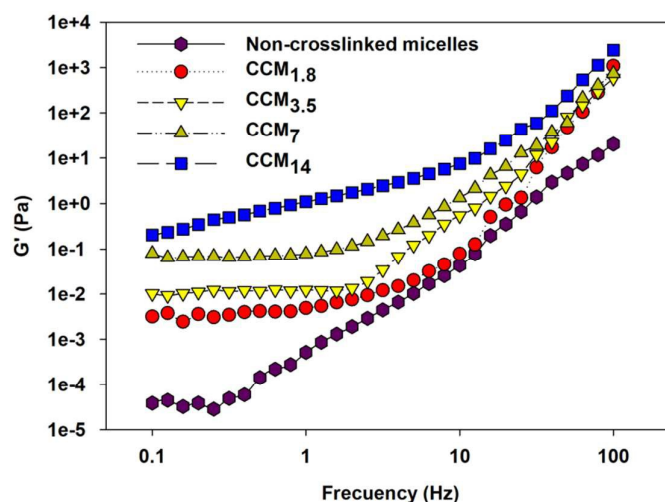 1e+4
1e+3
1e+2
1e+1
1e+0
1e-1
1e-2
1e-3
1e-4
1e-5
G' (Pa)
Non-crosslinked micelles
CCM1.8
CCM3.5
CCM7
CCM14
0.1
1
10
100
Frecuency (Hz)